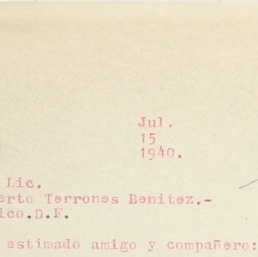 Jul.
15
1940.
Lic.
erto Terrones Benitez.-
ico.D.F.
estimado amigo y compañero: